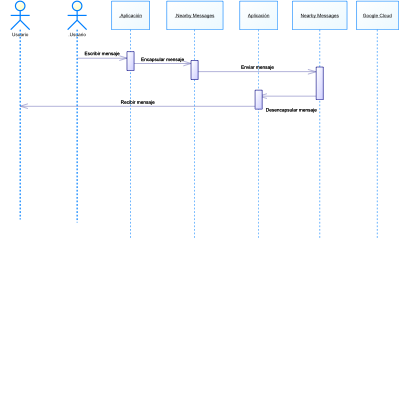 Usuario
:Usuario
:Aplicación
:Nearby Messages
Aplicación
Nearby Messages
Google Cloud
Escribir mensaje
Encapsular mensaje
Enviar mensaje
Recibir mensaje
Desencapsular mensaje